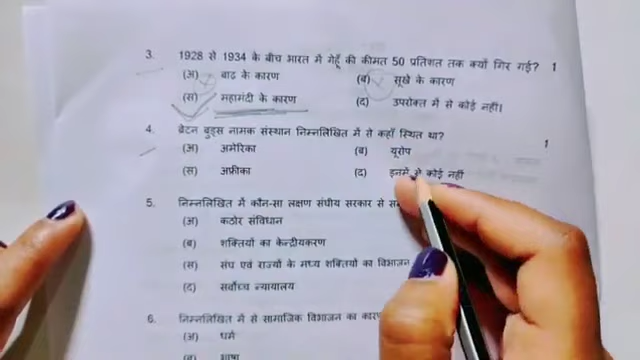 3. 1928 से 1934 के बीच भारत में गेहूँ की कीमत 50 प्रतिशत तक क्यों गिर गई? 1
(अ) बाढ़ के कारण (ब) सूखे के कारण
(स) महामंदी के कारण (द) उपरोक्त में से कोई नहीं।
4. ब्रेटन वुड्स नामक संस्थान निम्नलिखित में से कहाँ स्थित था? 1
(अ) अमेरिका (ब) यूरोप
(स) अफ्रीका (द) इनमें से कोई नहीं
5. निम्नलिखित में कौन-सा लक्षण संघीय सरकार से
(अ) कठोर संविधान
(ब) शक्तियों का केन्द्रीयकरण
(स) संघ एवं राज्यों के मध्य शक्तियों का विभाजन
(द) सर्वोच्च न्यायालय
6. निम्नलिखित में से सामाजिक विभाजन का
(अ) धर्म
(ब) भाषा